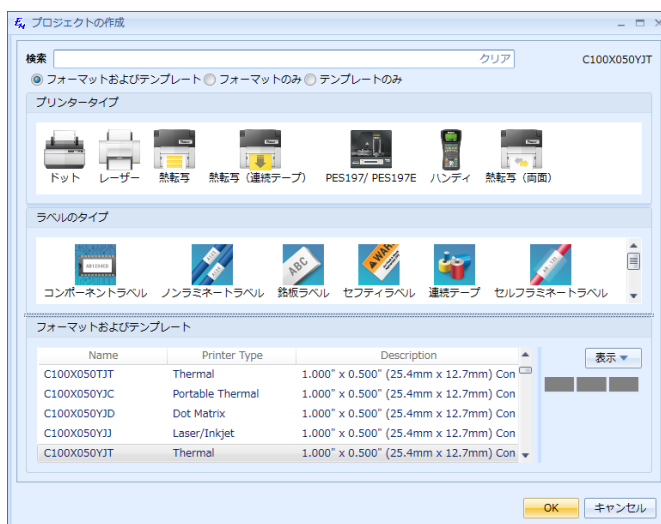 プロジェクトの作成
検索 クリア C100X050YJT
フォーマットおよびテンプレート フォーマットのみ テンプレートのみ
プリンタータイプ
ドット レーザー 熱転写 熱転写（連続テープ） PES197/ PES197E ハンディ 熱転写（両面）
ラベルのタイプ
コンポーネントラベル ノンラミネートラベル 銘板ラベル セフティラベル 連続テープ セルフラミネートラベル
フォーマットおよびテンプレート
Name Printer Type Description 表示
C100X050TJT Thermal 1.000" x 0.500" (25.4mm x 12.7mm) Con
C100X050YJC Portable Thermal 1.000" x 0.500" (25.4mm x 12.7mm) Con
C100X050YJD Dot Matrix 1.000" x 0.500" (25.4mm x 12.7mm) Con
C100X050YJJ Laser/Inkjet 1.000" x 0.500" (25.4mm x 12.7mm) Con
C100X050YJT Thermal 1.000" x 0.500" (25.4mm x 12.7mm) Con
OK キャンセル